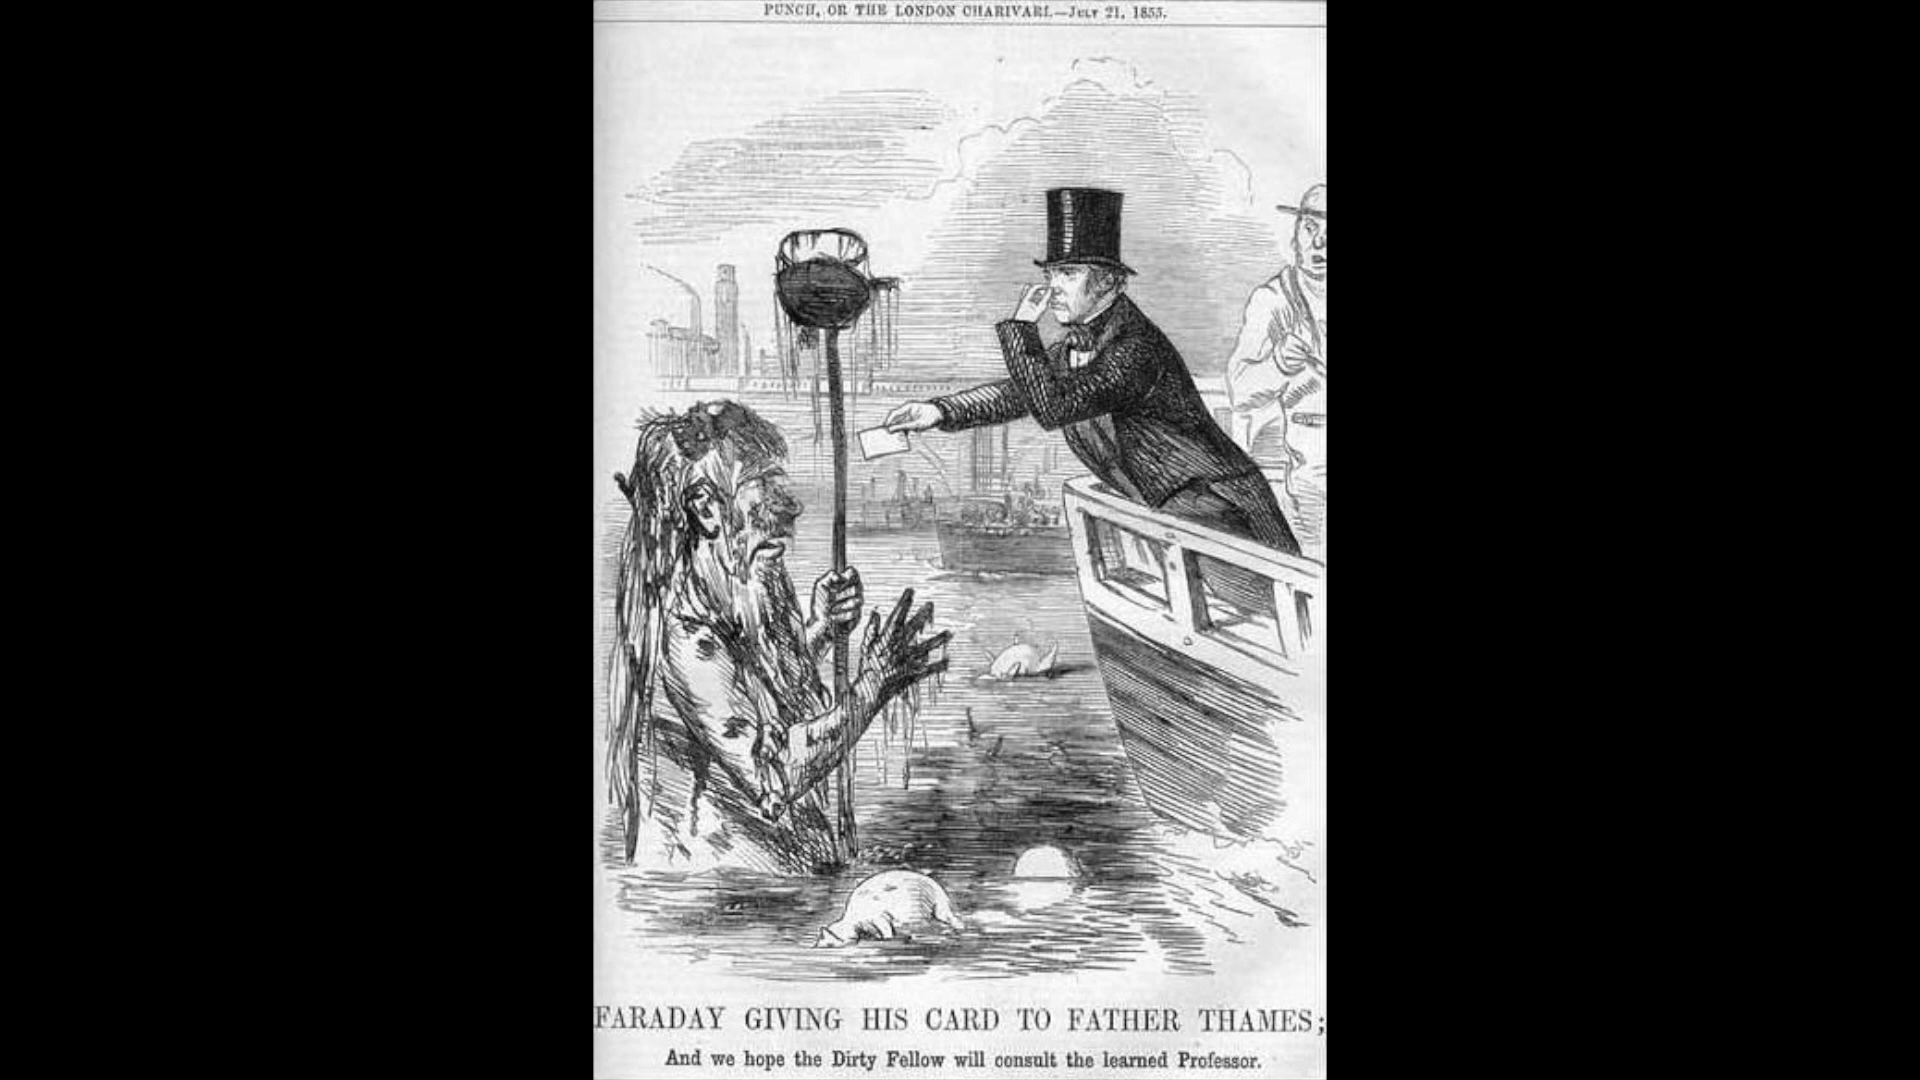 PUNCH, OR THE LONDON CHARIVARI.—July 21, 1855.
FARADAY GIVING HIS CARD TO FATHER THAMES;
And we hope the Dirty Fellow will consult the learned Professor.